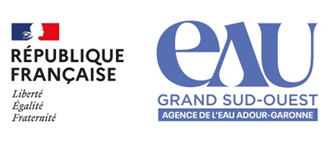 RÉPUBLIQUE
FRANÇAISE
Liberté
Égalité
Fraternité
eau
GRAND SUD-OUEST
AGENCE DE L'EAU ADOUR-GARONNE